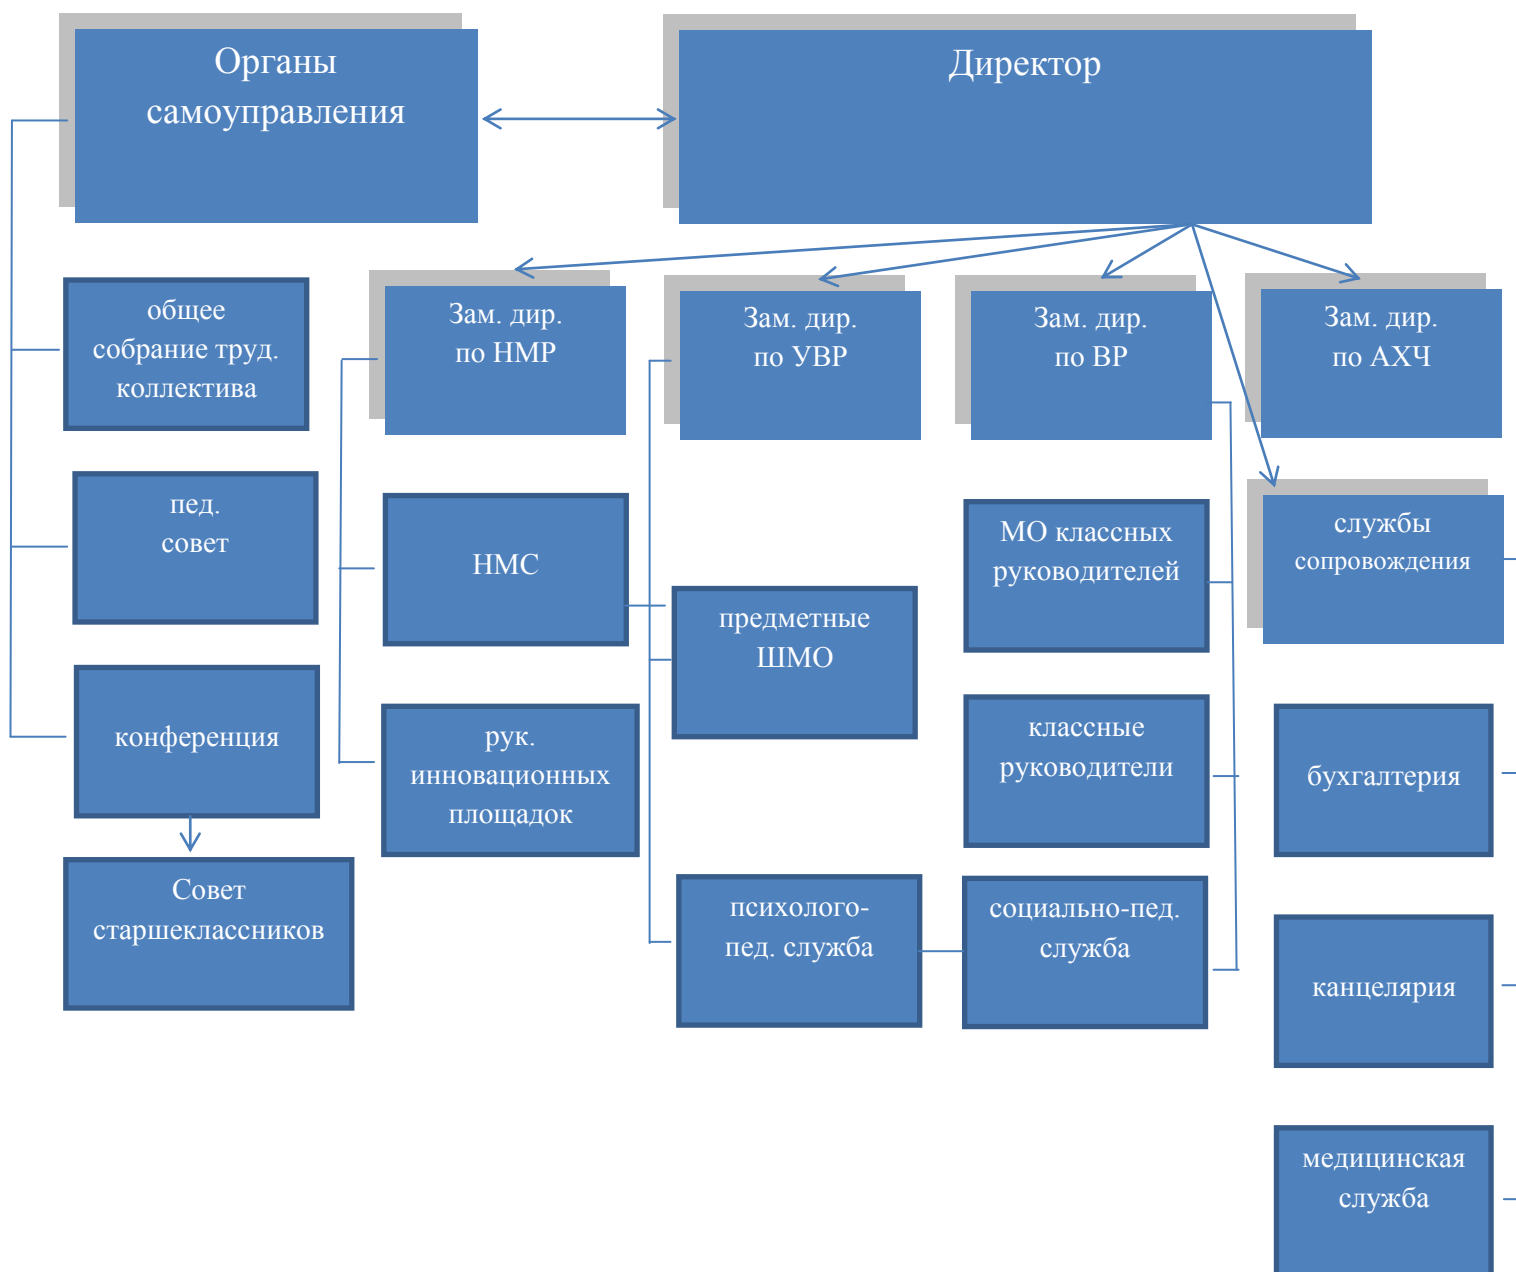 Органы
самоуправления
Директор
общее
собрание труд.
коллектива
пед.
совет
конференция
Совет
старшеклассников
Зам. дир.
по НМР
НМС
рук.
инновационных
площадок
Зам. дир.
по УВР
предметные
ШМО
психолого-
пед. служба
Зам. дир.
по ВР
МО классных
руководителей
классные
руководители
социально-пед.
служба
Зам. дир.
по АХЧ
службы
сопровождения
бухгалтерия
канцелярия
медицинская
служба